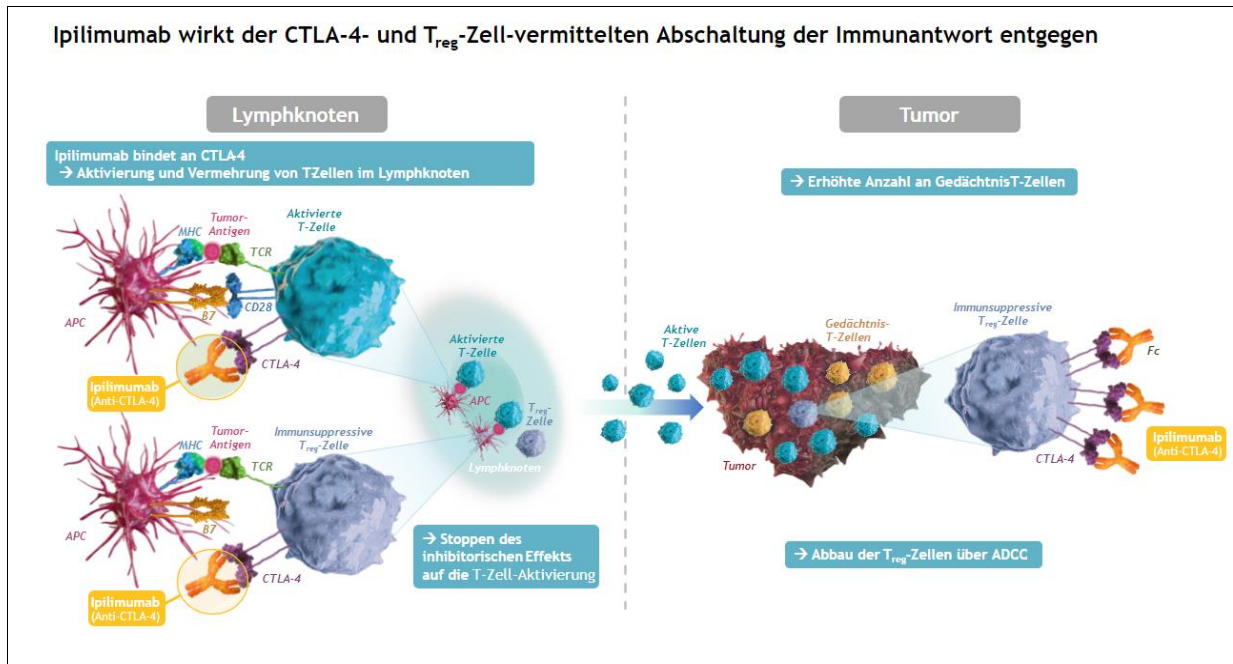 Ipilimumab wirkt der CTLA-4- und Treg-Zell-vermittelten Abschaltung der Immunantwort entgegen
Lymphknoten
Ipilimumab bindet an CTLA-4
→ Aktivierung und Vermehrung von T-Zellen im Lymphknoten
MHC
Tumor-
Antigen
TCR
Aktivierte
T-Zelle
APC
B7
CD28
CTLA-4
Ipilimumab
(Anti-CTLA-4)
MHC
Tumor-
Antigen
TCR
Immunsuppressive
Treg-Zelle
APC
B7
CTLA-4
Ipilimumab
(Anti-CTLA-4)
Aktivierte
T-Zelle
APC
Treg-
Zelle
Lymphknoten
→ Stoppen des
inhibitorischen Effekts
auf die T-Zell-Aktivierung
Tumor
→ Erhöhte Anzahl an GedächtnisT-Zellen
Aktive
T-Zellen
Gedächtnis-
T-Zellen
Tumor
Immunsuppressive
Treg-Zelle
Fc
CTLA-4
Ipilimumab
(Anti-CTLA-4)
→ Abbau der Treg-Zellen über ADCC